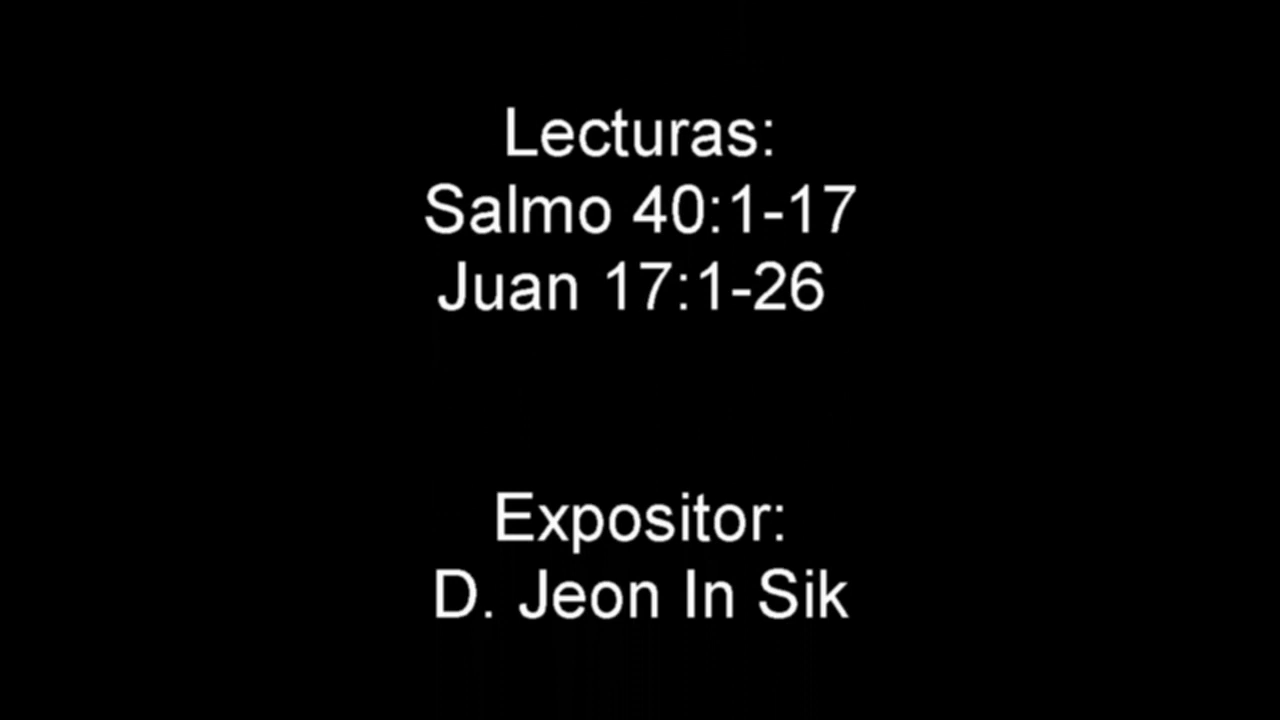 Lecturas:
Salmo 40:1-17
Juan 17:1-26
Expositor:
D. Jeon In Sik